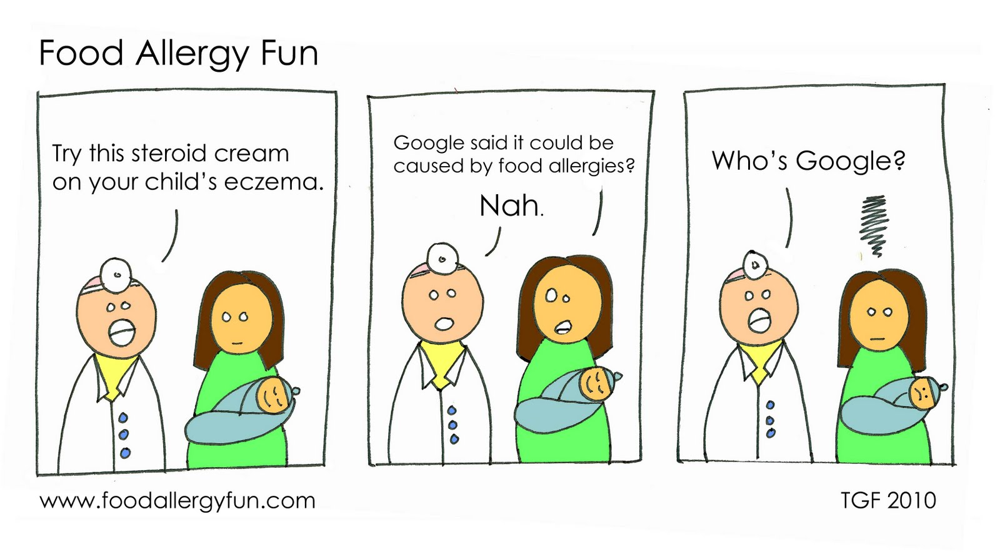 Food Allergy Fun
Try this steroid cream
on your child's eczema.
Google said it could be
caused by food allergies?
Nah.
Who's Google?
www.foodallergyfun.com
TGF 2010